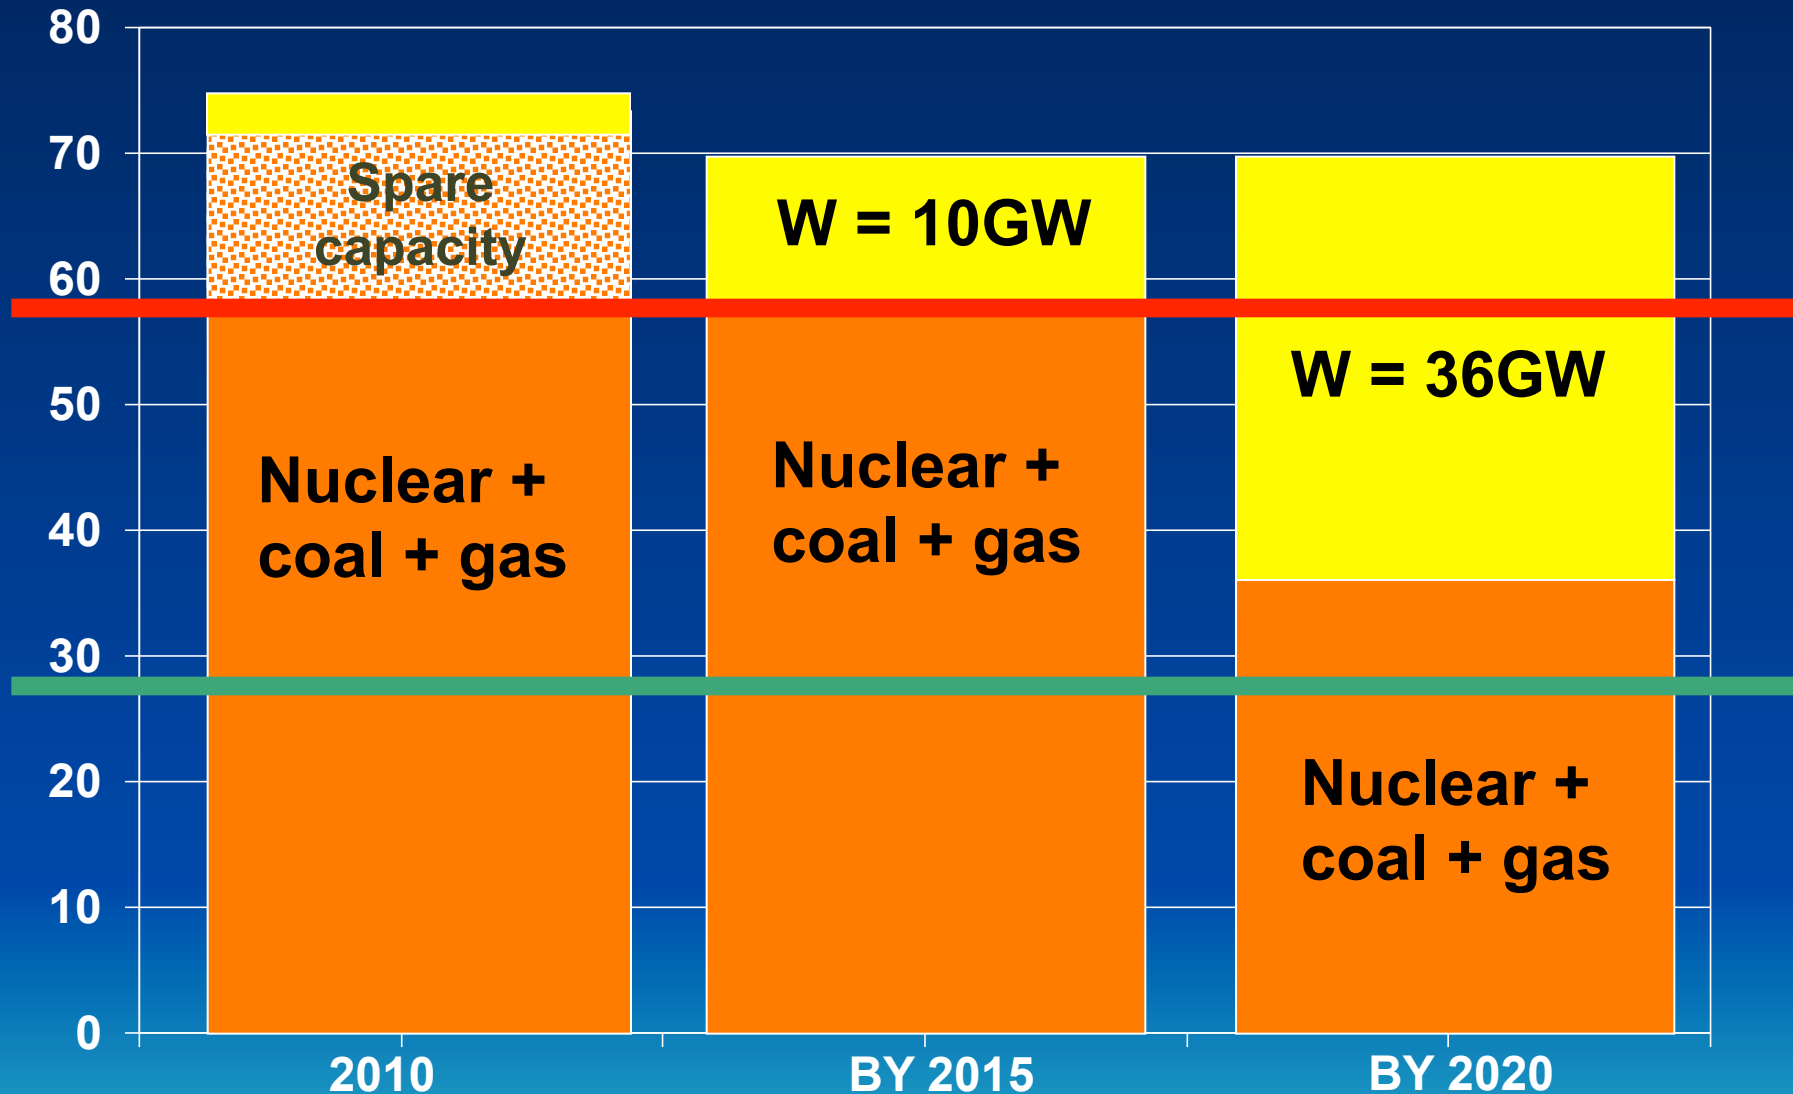 80
70
60
50
40
30
20
10
0
Spare
capacity
Nuclear +
coal + gas
W = 10GW
Nuclear +
coal + gas
W = 36GW
Nuclear +
coal + gas
2010
BY 2015
BY 2020